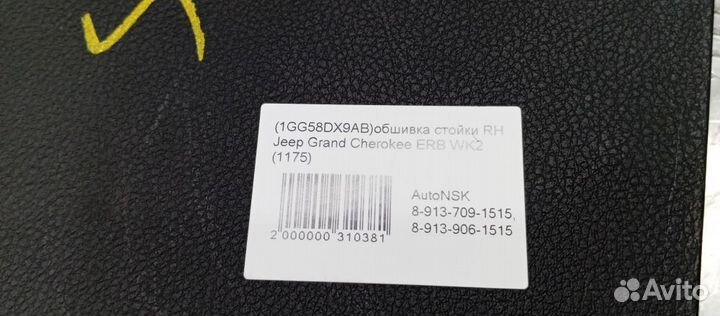 (1GG58DX9AB)обшивка стойки RH
Jeep Grand Cherokee ERB WK2
(1175)
AutoNSK
8-913-709-1515,
8-913-906-1515
2 000000 310381
Avito